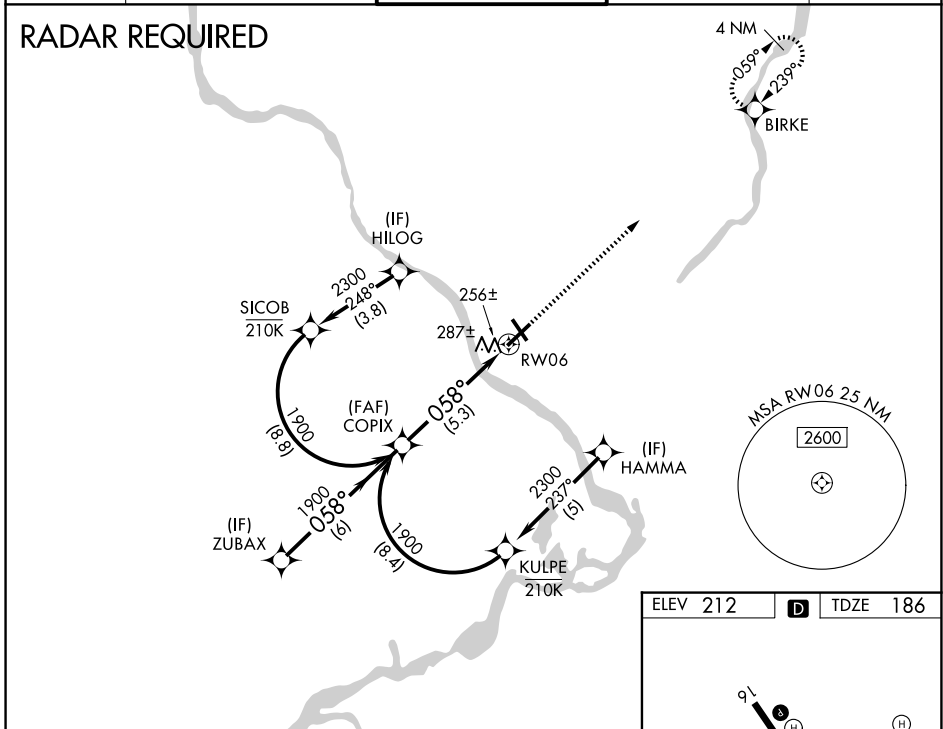 RADAR REQUIRED
4 NM
059°
239°
BIRKE
(IF)
HILOG
2300
248°
(3.8)
SICOB
210K
256±
287±
RW06
1900
(8.8)
(FAF)
COPIX
058°
(5.3)
MSA RW06 25 NM
2600
(IF)
HAMMA
2300
237°
(5)
1900
058°
(6)
(IF)
ZUBAX
1900
(8.4)
KULPE
210K
ELEV 212
D
TDZE 186
16
P
H
H